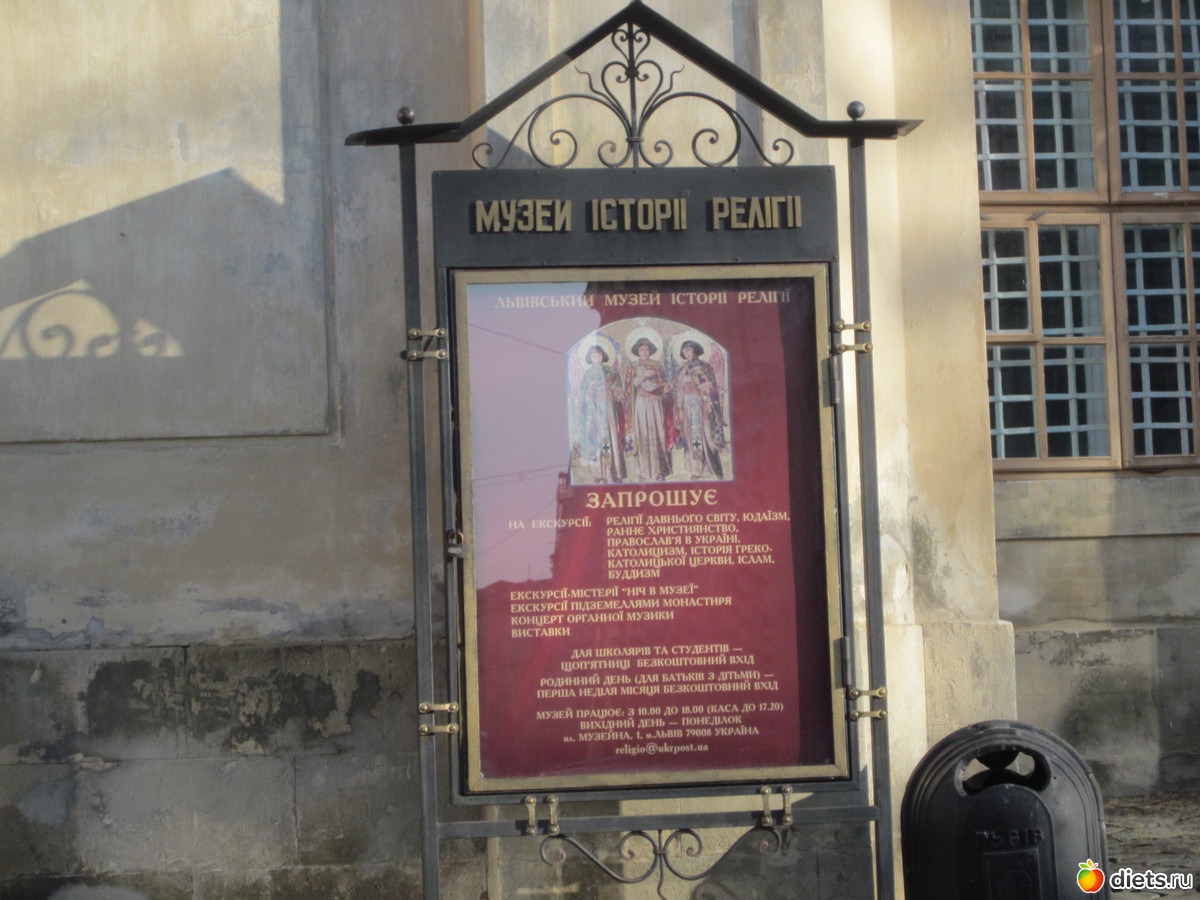 МУЗЕЙ ІСТОРІЇ РЕЛІГІЇ
ЛЬВІВСЬКИЙ МУЗЕЙ ІСТОРІЇ РЕЛІГІЇ
ЗАПРОШУЄ
НА ЕКСКУРСІЇ: РЕЛІГІЇ ДАВНЬОГО СВІТУ, ЮДАЇЗМ,
РАННЄ ХРИСТИЯНСТВО,
ПРАВОСЛАВ'Я В УКРАЇНІ,
КАТОЛИЦИЗМ, ІСТОРІЯ ГРЕКО-
КАТОЛИЦЬКОЇ ЦЕРКВИ, ІСЛАМ,
БУДДИЗМ
ЕКСКУРСІЇ-МІСТЕРІЇ "НІЧ В МУЗЕЇ"
ЕКСКУРСІЇ ПІДЗЕМЕЛЛЯМИ МОНАСТИРЯ
КОНЦЕРТ ОРГАННОЇ МУЗИКИ
ВИСТАВКИ
ДЛЯ ШКОЛЯРІВ ТА СТУДЕНТІВ —
ЩОП'ЯТНИЦІ БЕЗКОШТОВНИЙ ВХІД
РОДИННИЙ ДЕНЬ (ДЛЯ БАТЬКІВ З ДІТЬМИ) —
ПЕРША НЕДІЛЯ МІСЯЦЯ БЕЗКОШТОВНИЙ ВХІД
МУЗЕЙ ПРАЦЮЄ: З 10.00 ДО 18.00 (КАСА ДО 17.20)
ВИХІДНИЙ ДЕНЬ — ПОНЕДІЛОК
пл. МУЗЕЙНА, 1, м.ЛЬВІВ 79008 УКРАЇНА
religio@ukrpost.ua
ЛЬВІВ
diets.ru